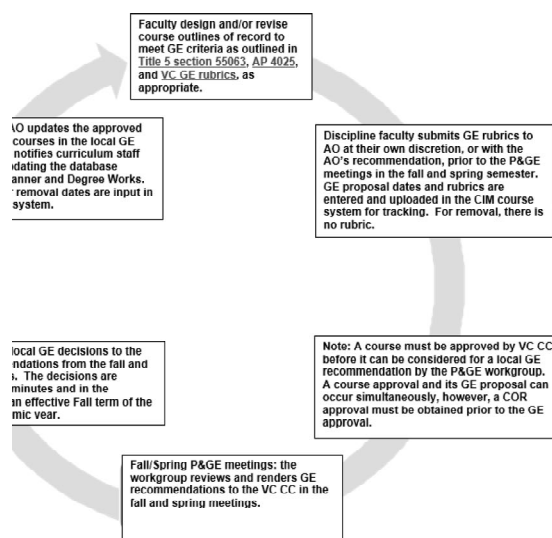 Faculty design and/or revise
course outlines of record to
meet GE criteria as outlined in
Title 5 section 55063, AP 4025,
and VC GE rubrics, as
appropriate.
Discipline faculty submits GE rubrics to
AO at their own discretion, or with the
AO's recommendation, prior to the P&GE
meetings in the fall and spring semester.
GE proposal dates and rubrics are
entered and uploaded in the CIM course
system for tracking. For removal, there is
no rubric.
Note: A course must be approved by VC CC
before it can be considered for a local GE
recommendation by the P&GE workgroup.
A course approval and its GE proposal can
occur simultaneously, however, a COR
approval must be obtained prior to the GE
approval.
Fall/Spring P&GE meetings: the
workgroup reviews and renders GE
recommendations to the VC CC in the
fall and spring meetings.
local GE decisions to the
from the fall and
The decisions are
minutes and in the
an effective Fall term of the
year.
AO updates the approved
courses in the local GE
notifies curriculum staff
the database
and Degree Works.
removal dates are input in
system.